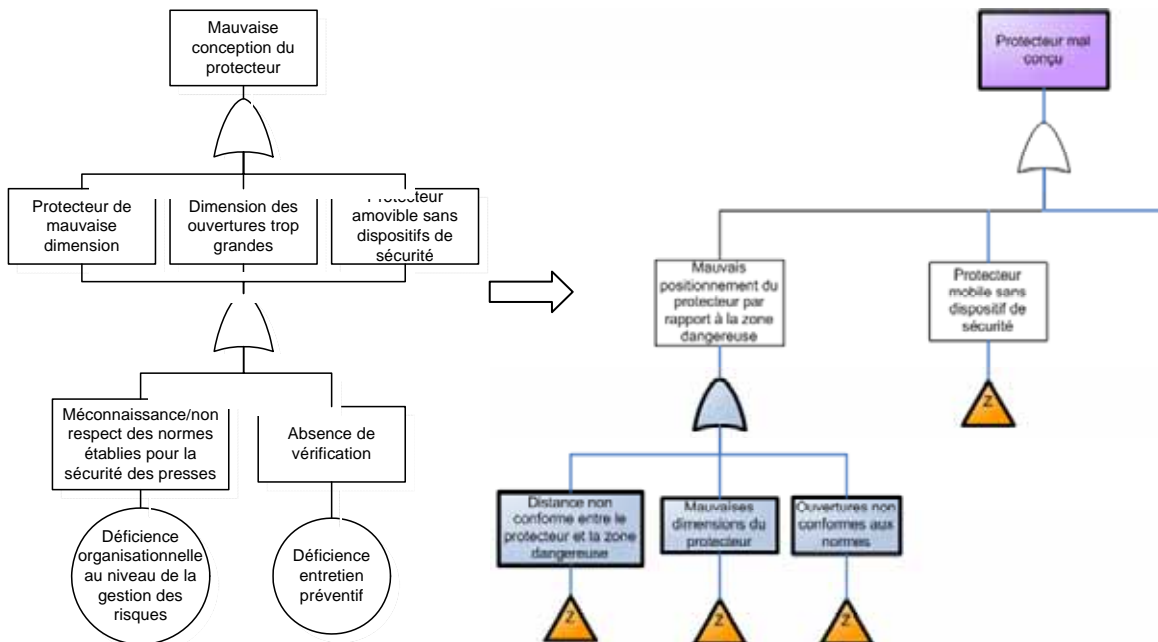 Mauvaise
conception du
protecteur
Protecteur de
mauvaise
dimension
Dimension des
ouvertures trop
grandes
Protecteur
amovible sans
dispositifs de
sécurité
Méconnaissance/non
respect des normes
établies pour la
sécurité des presses
Absence de
vérification
Déficience
organisationnelle
au niveau de la
gestion des
risques
Déficience
entretien
préventif
Protecteur mal
conçu
Mauvais
positionnement du
protecteur par
rapport à la zone
dangereuse
Protecteur
mobile sans
dispositif de
sécurité
Z
Distance non
conforme entre le
protecteur et la zone
dangereuse
Mauvaises
dimensions du
protecteur
Ouvertures non
conformes aux
normes
Z
Z
Z